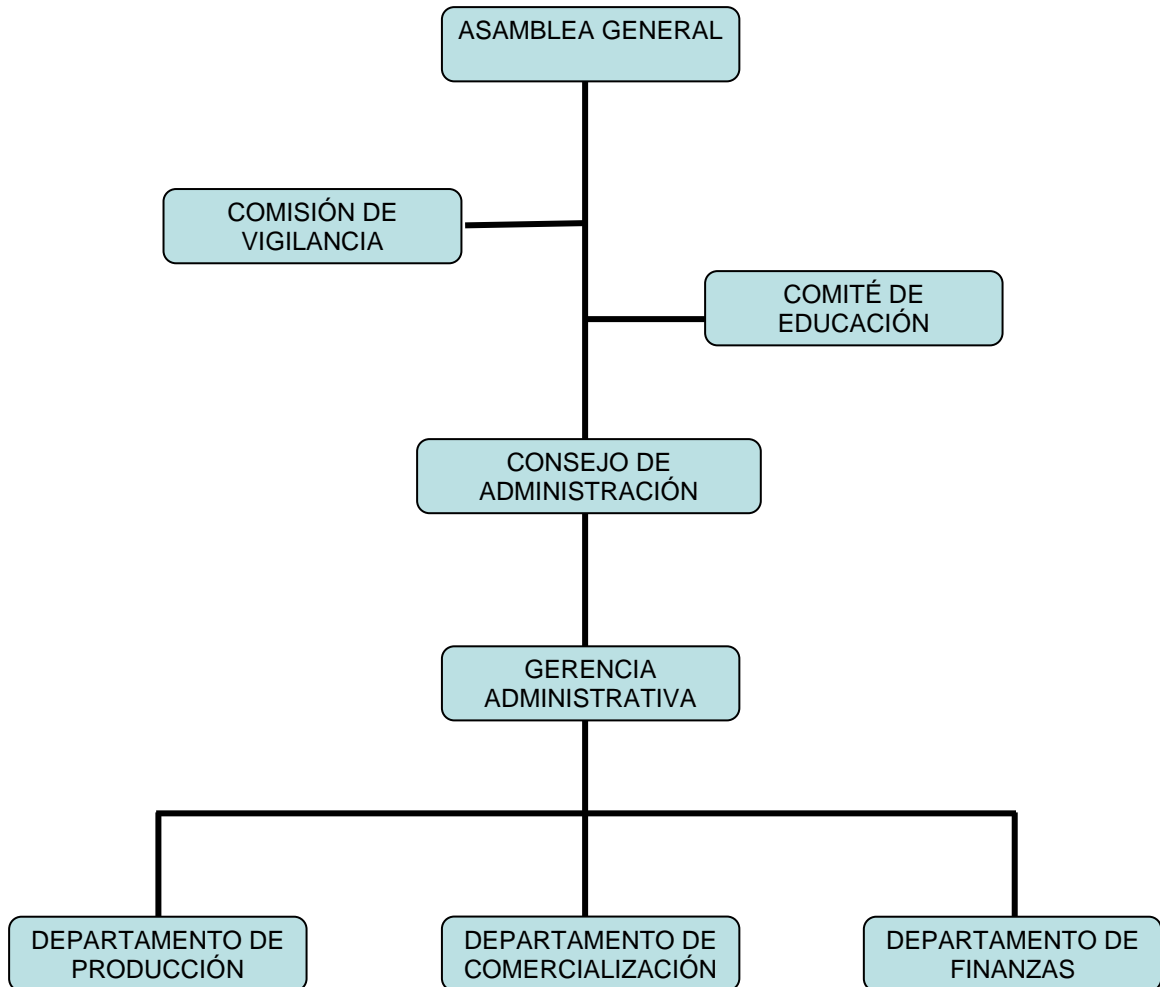 ASAMBLEA GENERAL
COMISIÓN DE
VIGILANCIA
COMITÉ DE
EDUCACIÓN
CONSEJO DE
ADMINISTRACIÓN
GERENCIA
ADMINISTRATIVA
DEPARTAMENTO DE
PRODUCCIÓN
DEPARTAMENTO DE
COMERCIALIZACIÓN
DEPARTAMENTO DE
FINANZAS